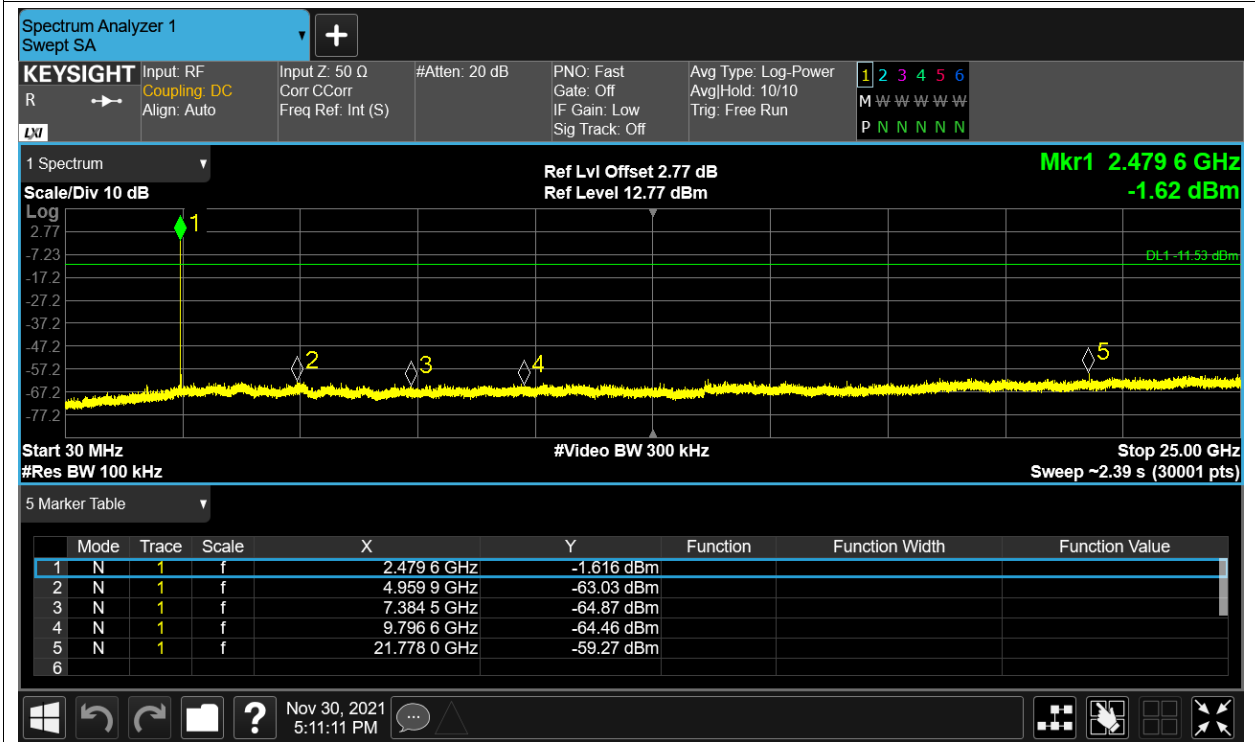 Spectrum Analyzer 1
Swept SA
KEYSIGHT Input: RF Input Z: 50 Ω #Atten: 20 dB PNO: Fast Avg Type: Log-Power 1 2 3 4 5 6
R Coupling: DC Corr CCorr Gate: Off Avg|Hold: 10/10 M W W W W W
Align: Auto Freq Ref: Int (S) IF Gain: Low Trig: Free Run
LXI Sig Track: Off P N N N N N
1 Spectrum Ref Lvl Offset 2.77 dB Mkr1 2.479 6 GHz
Scale/Div 10 dB Ref Level 12.77 dBm -1.62 dBm
Log
1
2.77
-7.23
DL1 -11.53 dBm
-17.2
-27.2
-37.2
-47.2
2 3 4 5
-57.2
-67.2
-77.2
Start 30 MHz #Video BW 300 kHz Stop 25.00 GHz
#Res BW 100 kHz Sweep ~2.39 s (30001 pts)
5 Marker Table
Mode Trace Scale X Y Function Function Width Function Value
1 N 1 f 2.479 6 GHz -1.616 dBm
2 N 1 f 4.959 9 GHz -63.03 dBm
3 N 1 f 7.384 5 GHz -64.87 dBm
4 N 1 f 9.796 6 GHz -64.46 dBm
5 N 1 f 21.778 0 GHz -59.27 dBm
6
? Nov 30, 2021
5:11:11 PM